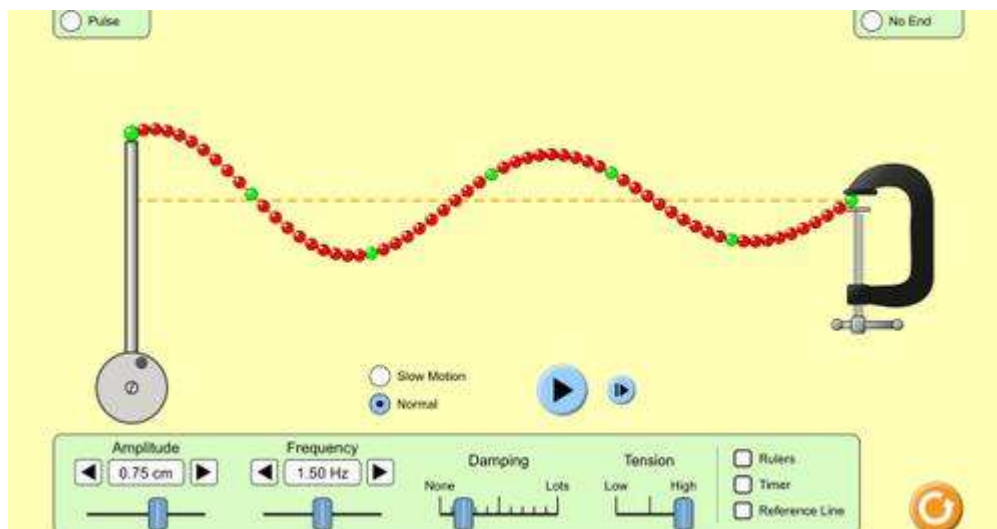 Pulse
No End
Slow Motion
Normal
Amplitude
0.75 cm
Frequency
1.50 Hz
Damping
None
Lots
Tension
Low
High
Rulers
Timer
Reference Line